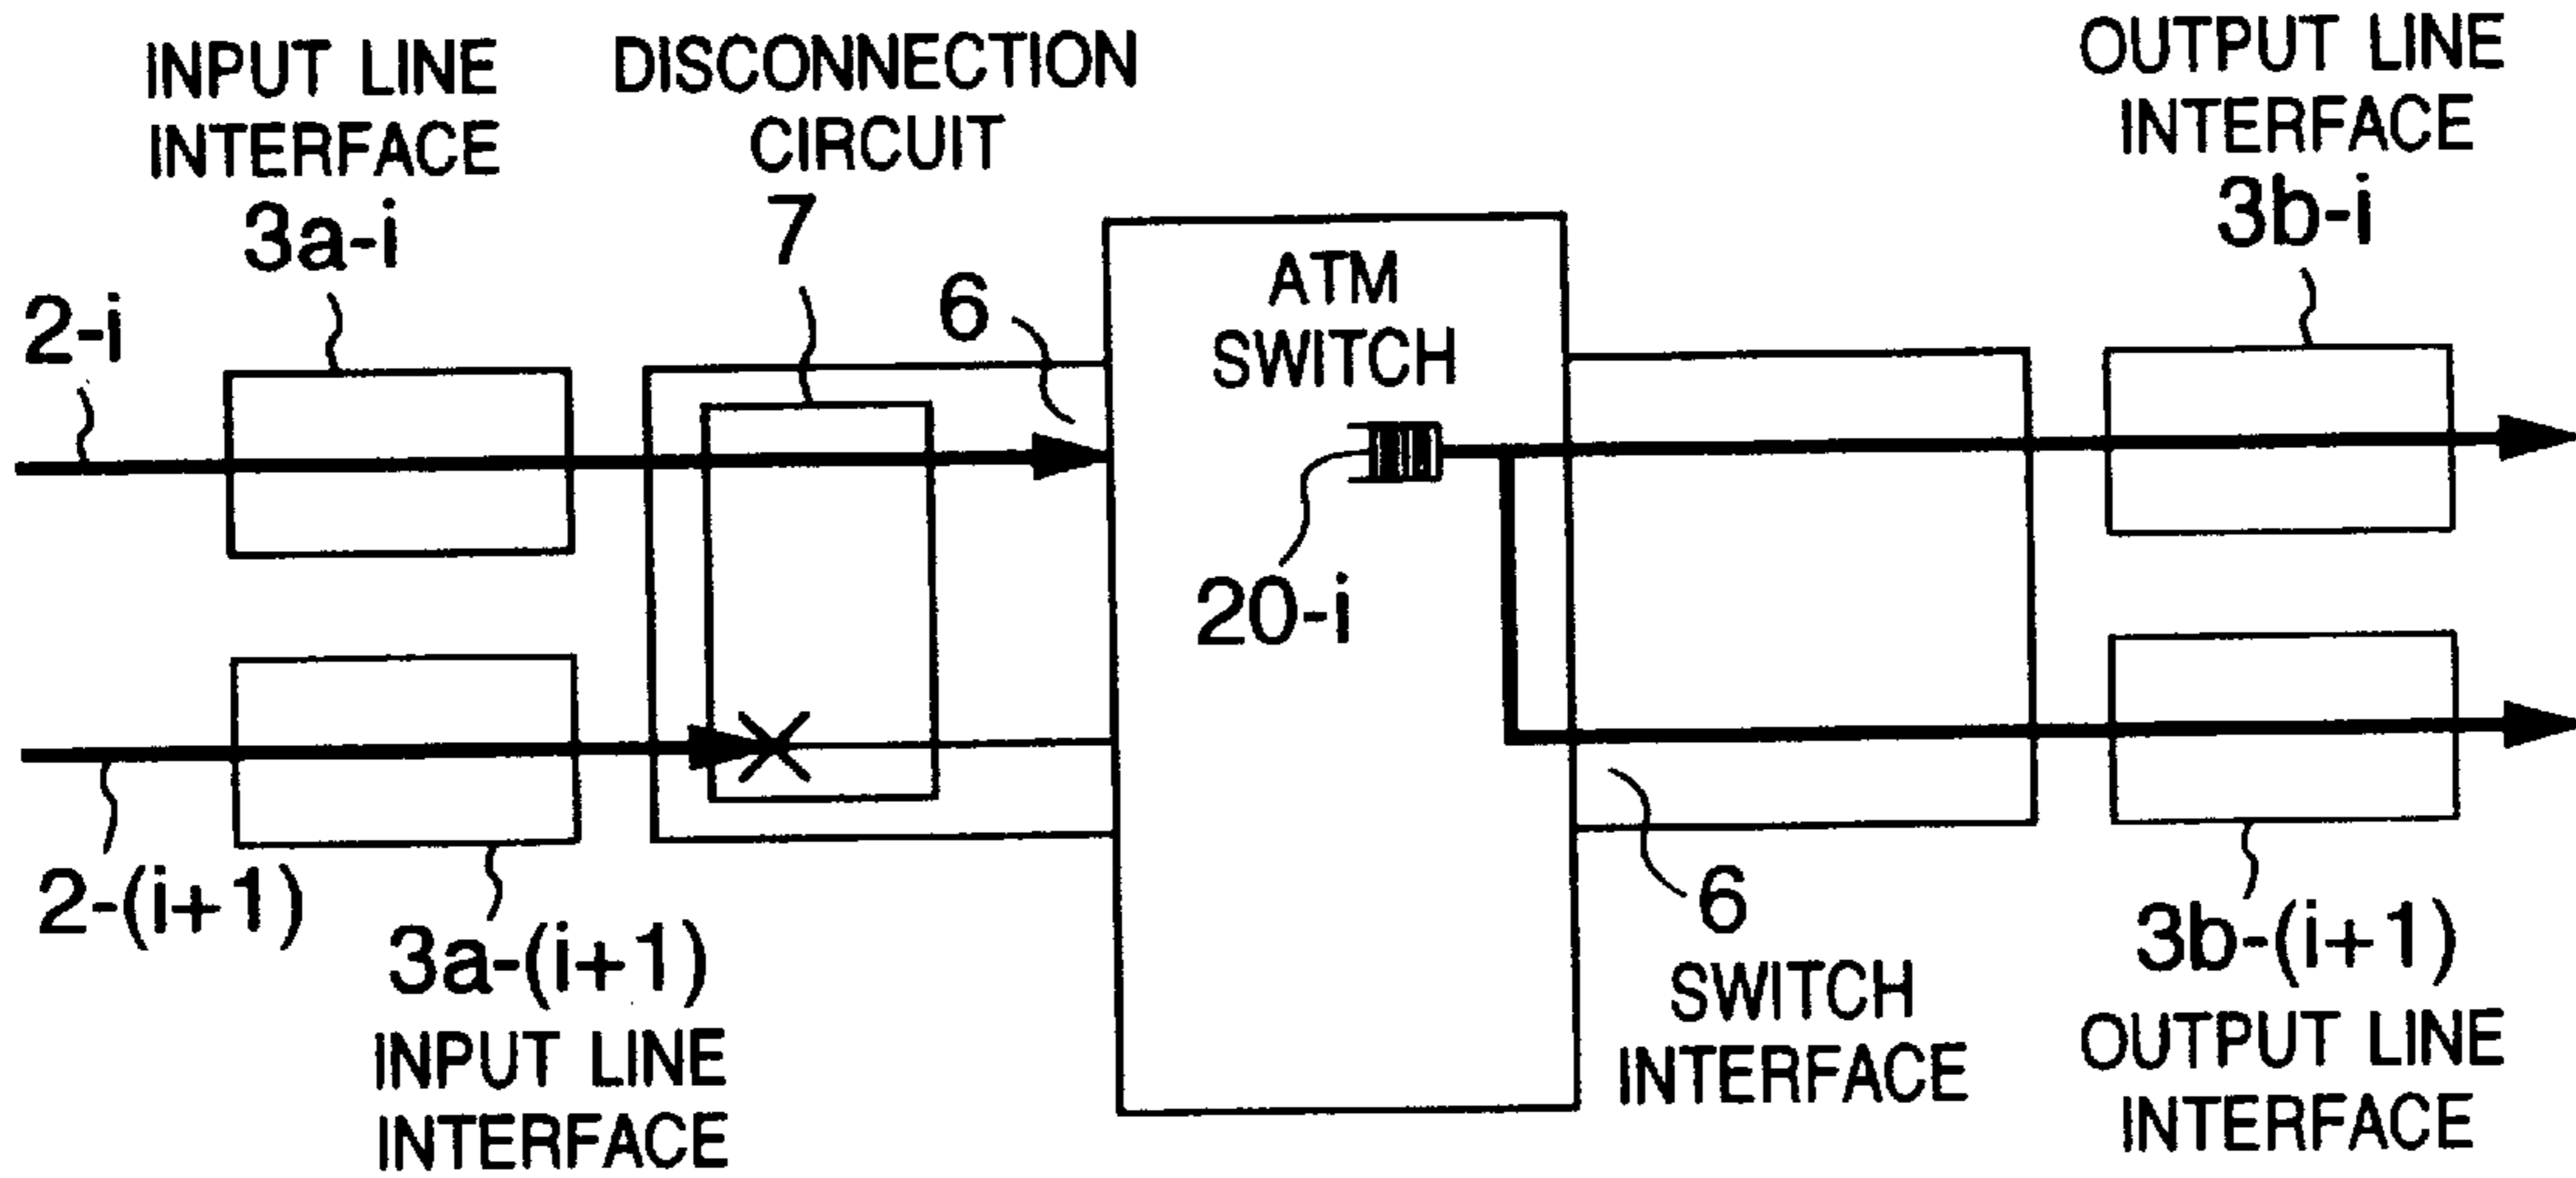 INPUT LINE
INTERFACE
3a-i
DISCONNECTION
CIRCUIT
7
OUTPUT LINE
INTERFACE
3b-i
2-i
6
ATM
SWITCH
20-i
2-(i+1)
3a-(i+1)
INPUT LINE
INTERFACE
6
SWITCH
INTERFACE
3b-(i+1)
OUTPUT LINE
INTERFACE